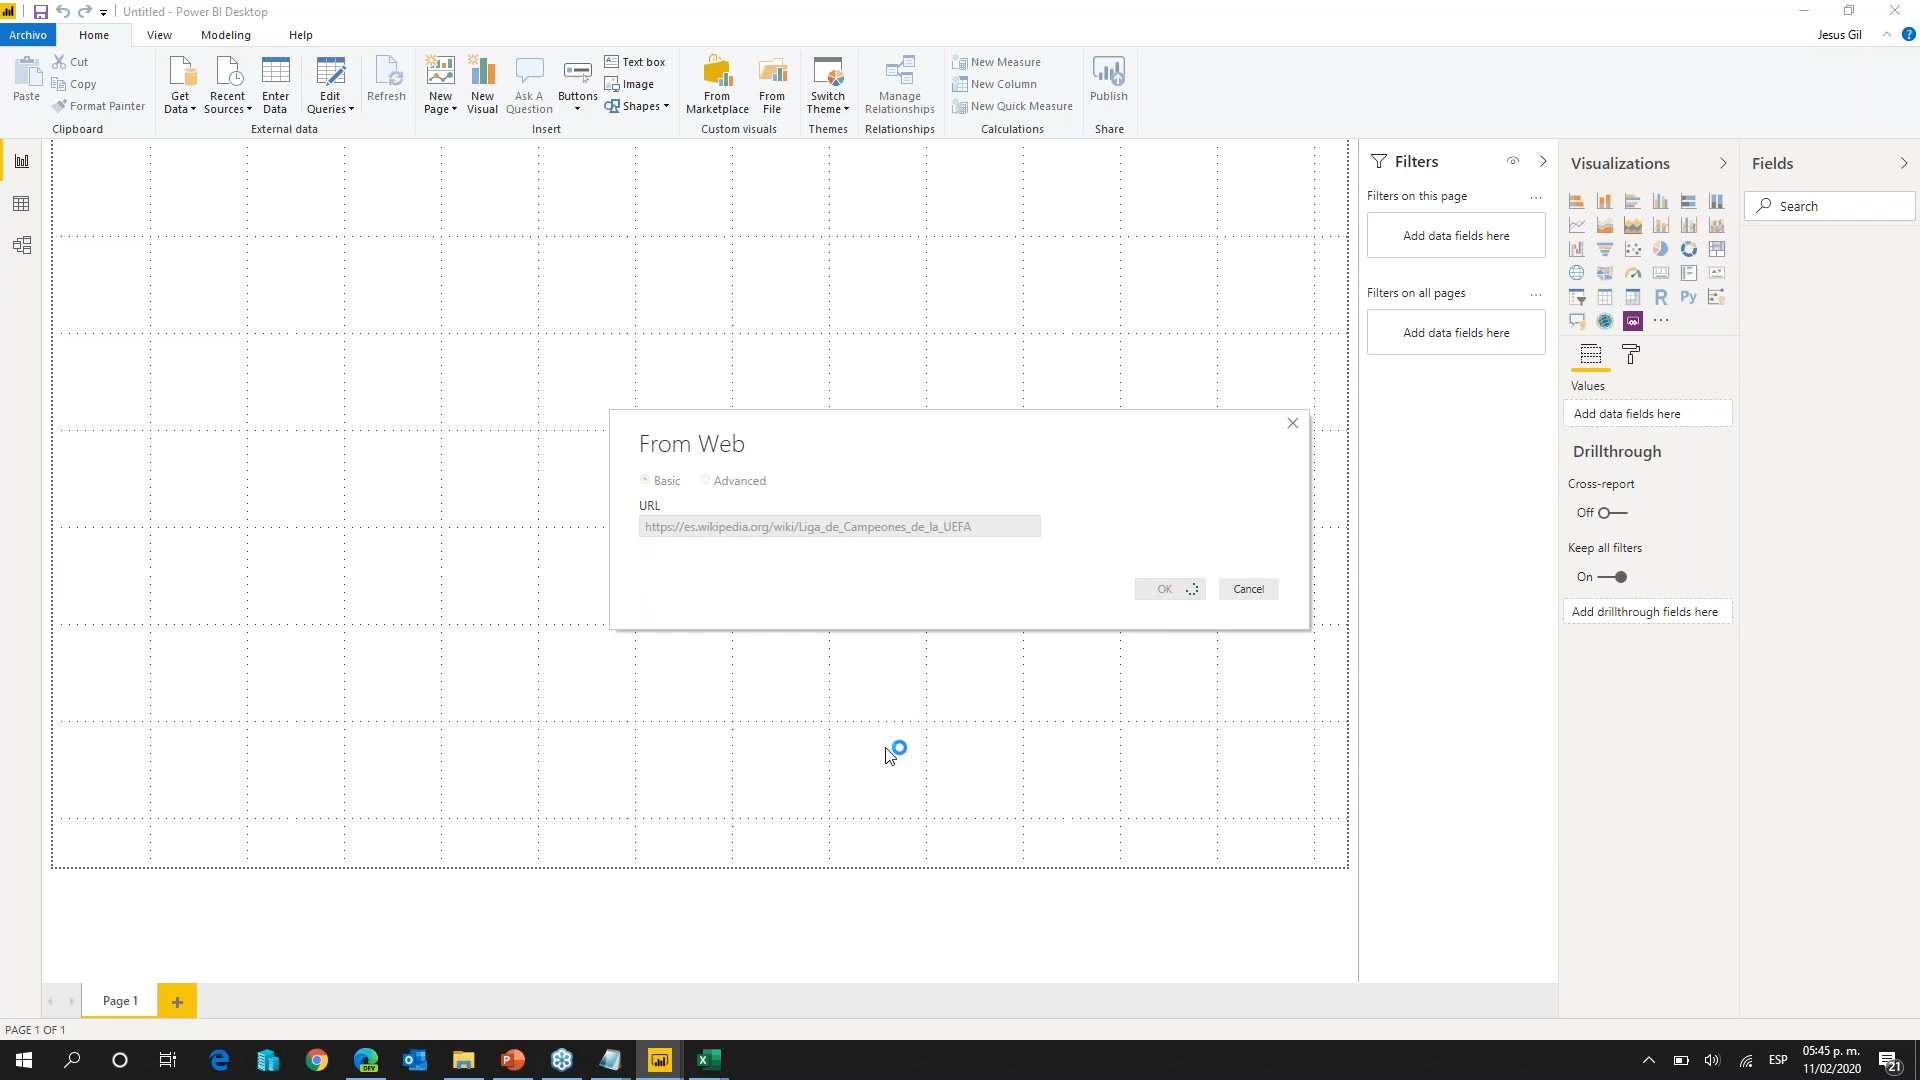 Untitled - Power BI Desktop
Archivo
Home
View
Modeling
Help
Jesus Gil
?
Paste
Cut
Copy
Format Painter
Clipboard
Get Data
Recent Sources
Enter Data
Edit Queries
Refresh
External data
New Page
New Visual
Ask A Question
Buttons
Text box
Image
Shapes
Insert
From Marketplace
From File
Custom visuals
Switch Theme
Themes
Manage Relationships
Relationships
New Measure
New Column
New Quick Measure
Calculations
Publish
Share
Filters
Filters on this page
...
Add data fields here
Filters on all pages
...
Add data fields here
Visualizations
R
Py
...
Values
Add data fields here
Drillthrough
Cross-report
Off
Keep all filters
On
Add drillthrough fields here
Fields
Search
From Web
Basic
Advanced
URL
https://es.wikipedia.org/wiki/Liga_de_Campeones_de_la_UEFA
OK
Cancel
Page 1
+
PAGE 1 OF 1
DEV
ESP
05:45 p. m.
11/02/2020
21